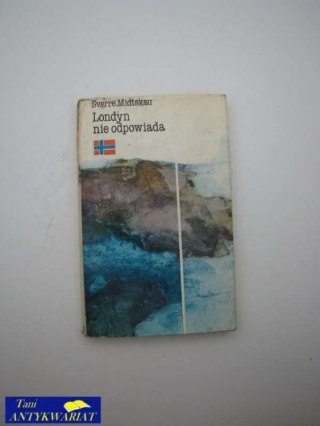 Sverre Midtskau
Londyn
nie odpowiada
Tani
ANTYKWARIAT